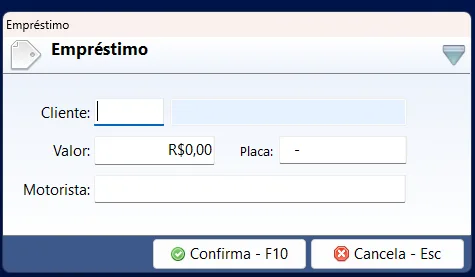 Empréstimo
Empréstimo
Cliente:
Valor: R$0,00 Placa: -
Motorista:
Confirma - F10 Cancela - Esc